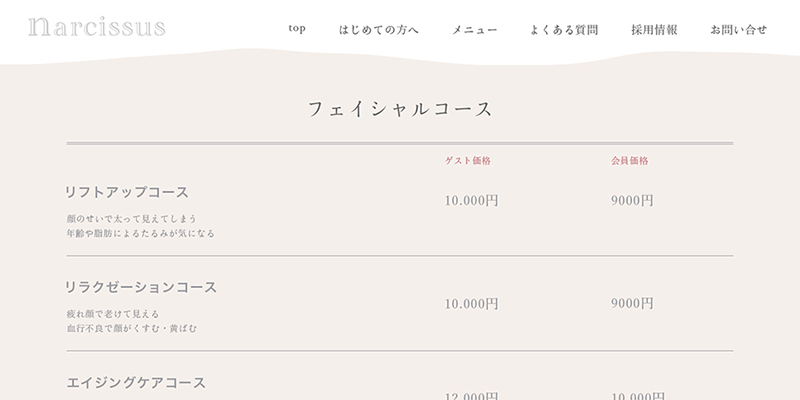 narcissus
top はじめての方へ メニュー よくある質問 採用情報 お問い合せ
フェイシャルコース
ゲスト価格 会員価格
リフトアップコース 10.000円 9000円
顔のせいで太って見えてしまう
年齢や脂肪によるたるみが気になる
リラクゼーションコース 10.000円 9000円
疲れ顔で老けて見える
血行不良で顔がくすむ・黄ばむ
エイジングケアコース 12.000円 10.000円